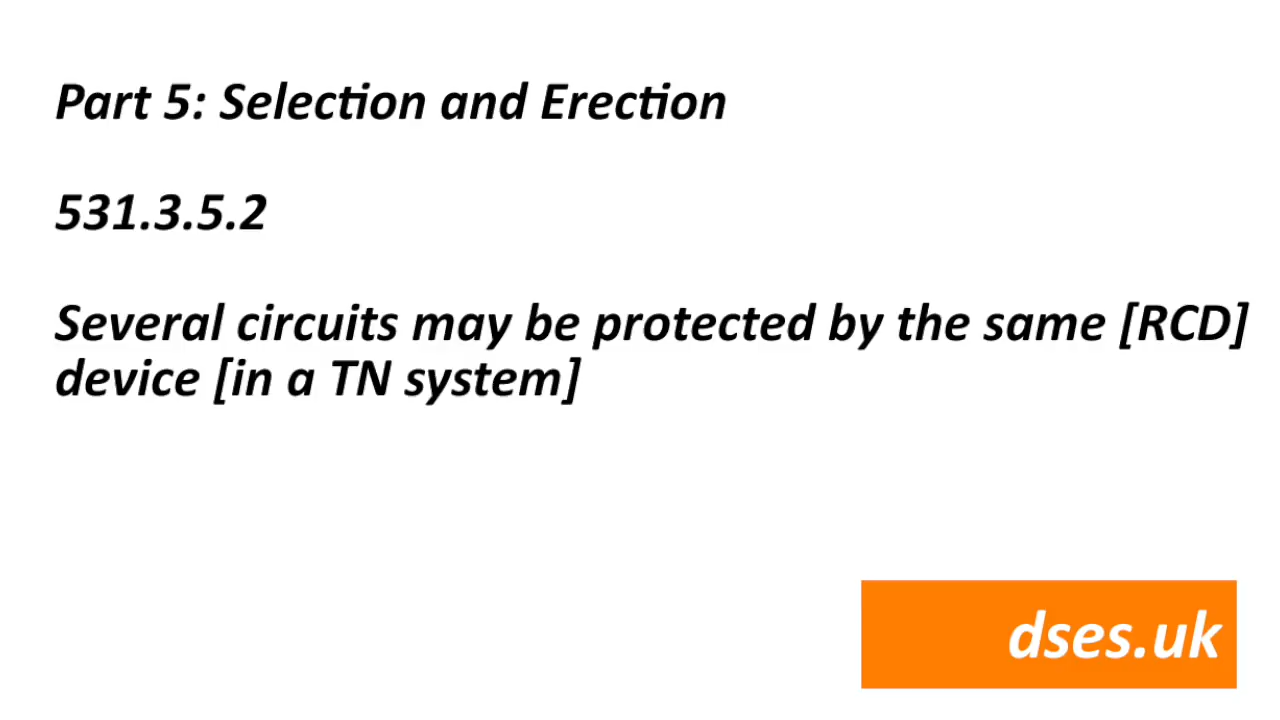 Part 5: Selection and Erection
531.3.5.2
Several circuits may be protected by the same [RCD]
device [in a TN system]
dses.uk